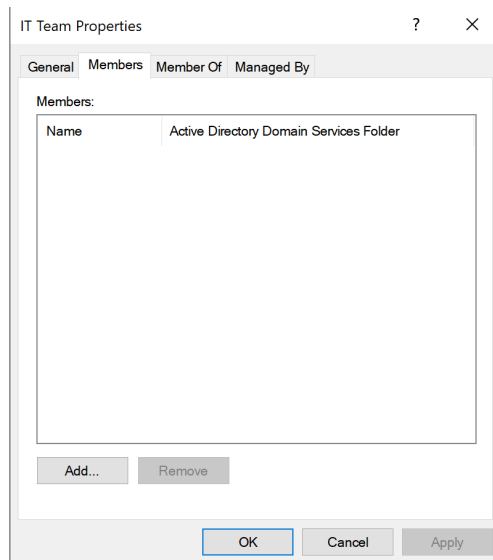 IT Team Properties ?
General Members Member Of Managed By
Members:
Name Active Directory Domain Services Folder
Add... Remove
OK Cancel Apply